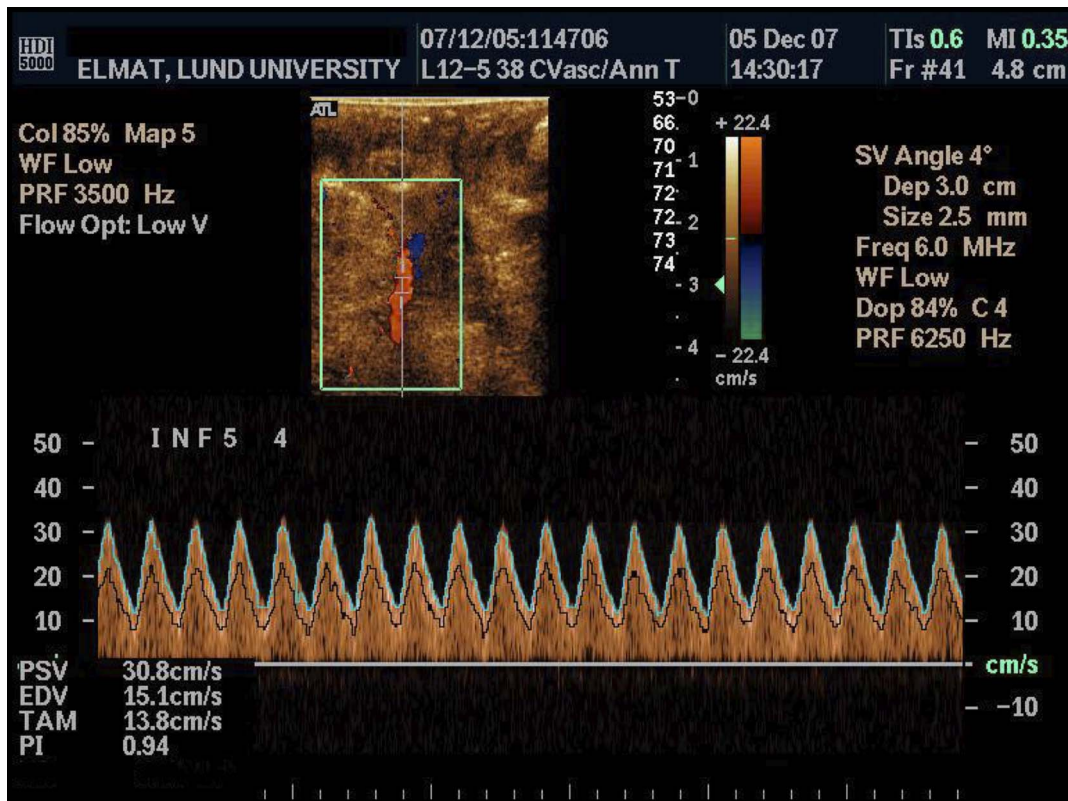 HDI 5000
ELMAT, LUND UNIVERSITY
07/12/05:114706
L12-5 38 CVasc/Ann T
05 Dec 07
14:30:17
TIs 0.6 MI 0.35
Fr #41 4.8 cm
Col 85% Map 5
WF Low
PRF 3500 Hz
Flow Opt: Low V
ATL
53-0
66.
70
71 - 1
72
72. - 2
73
74
- 3
- 4
+ 22.4
- 22.4
cm/s
SV Angle 4°
Dep 3.0 cm
Size 2.5 mm
Freq 6.0 MHz
WF Low
Dop 84% C 4
PRF 6250 Hz
INF5 4
50 - - 50
40 - - 40
30 - - 30
20 - - 20
10 - - 10
cm/s
- -10
PSV 30.8cm/s
EDV 15.1cm/s
TAM 13.8cm/s
PI 0.94